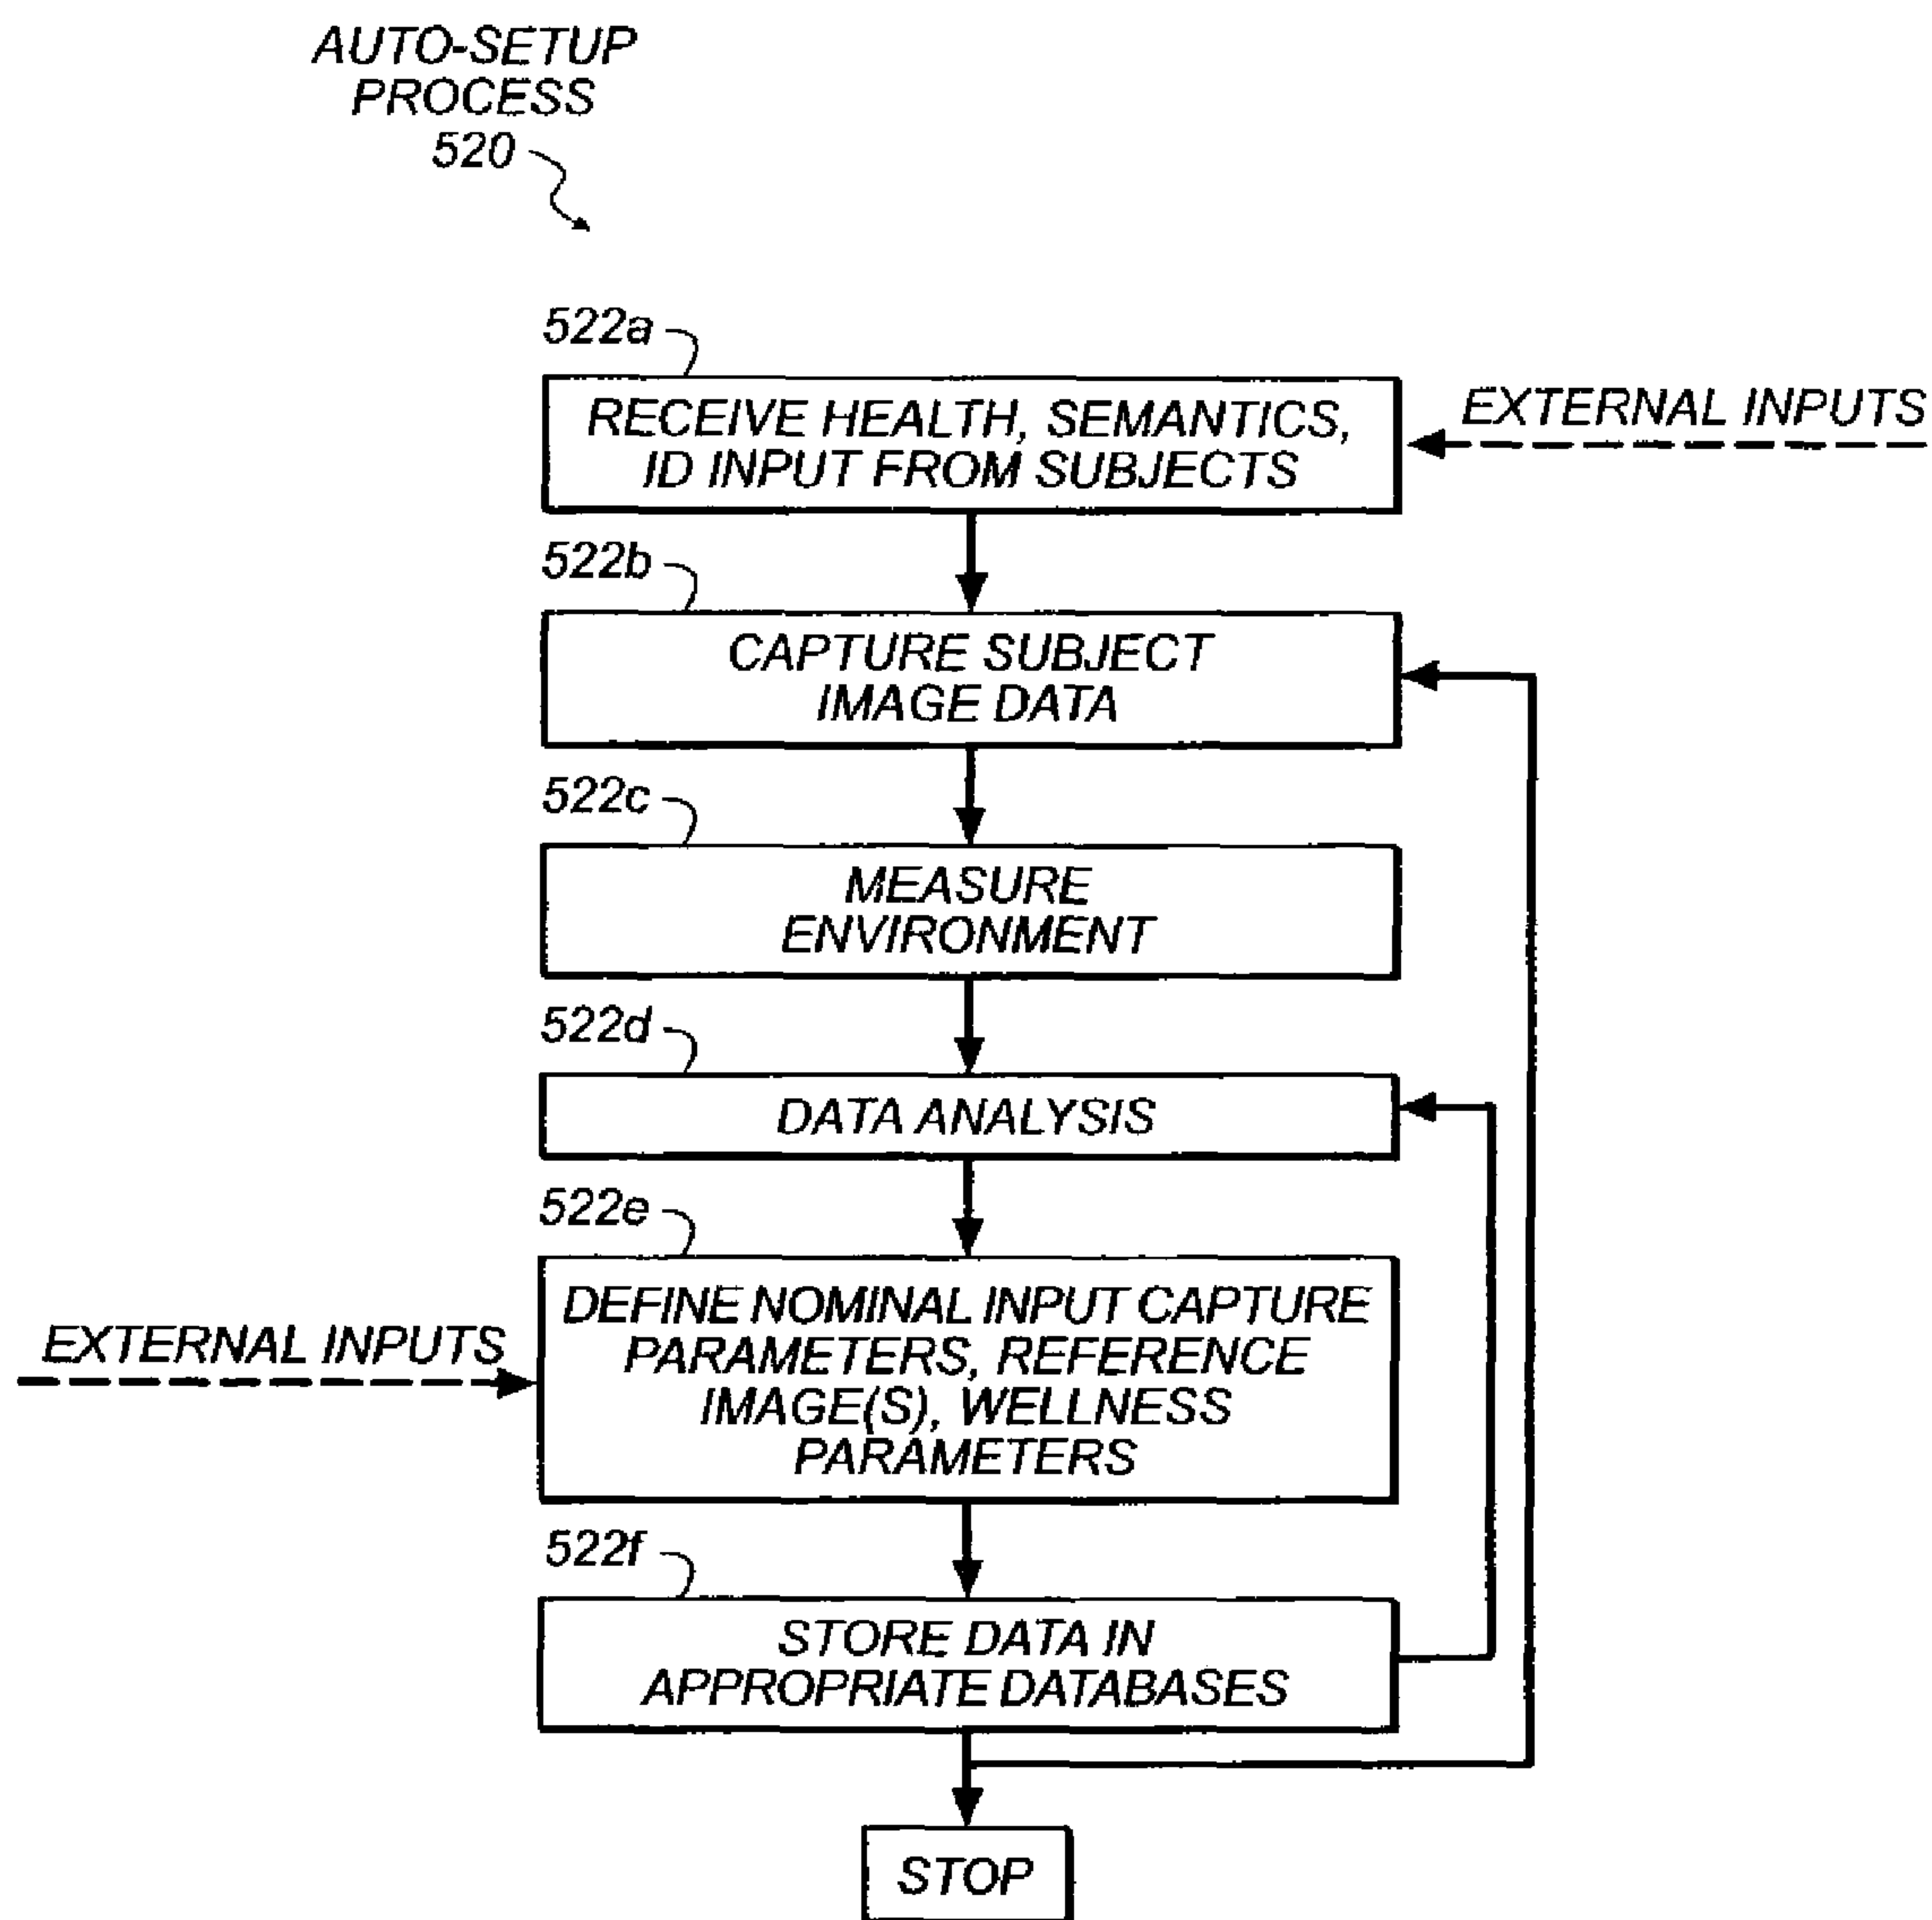 AUTO-SETUP
PROCESS
520
522a
RECEIVE HEALTH, SEMANTICS,
ID INPUT FROM SUBJECTS
EXTERNAL INPUTS
522b
CAPTURE SUBJECT
IMAGE DATA
522c
MEASURE
ENVIRONMENT
522d
DATA ANALYSIS
522e
DEFINE NOMINAL INPUT CAPTURE
PARAMETERS, REFERENCE
IMAGE(S), WELLNESS
PARAMETERS
EXTERNAL INPUTS
522f
STORE DATA IN
APPROPRIATE DATABASES
STOP